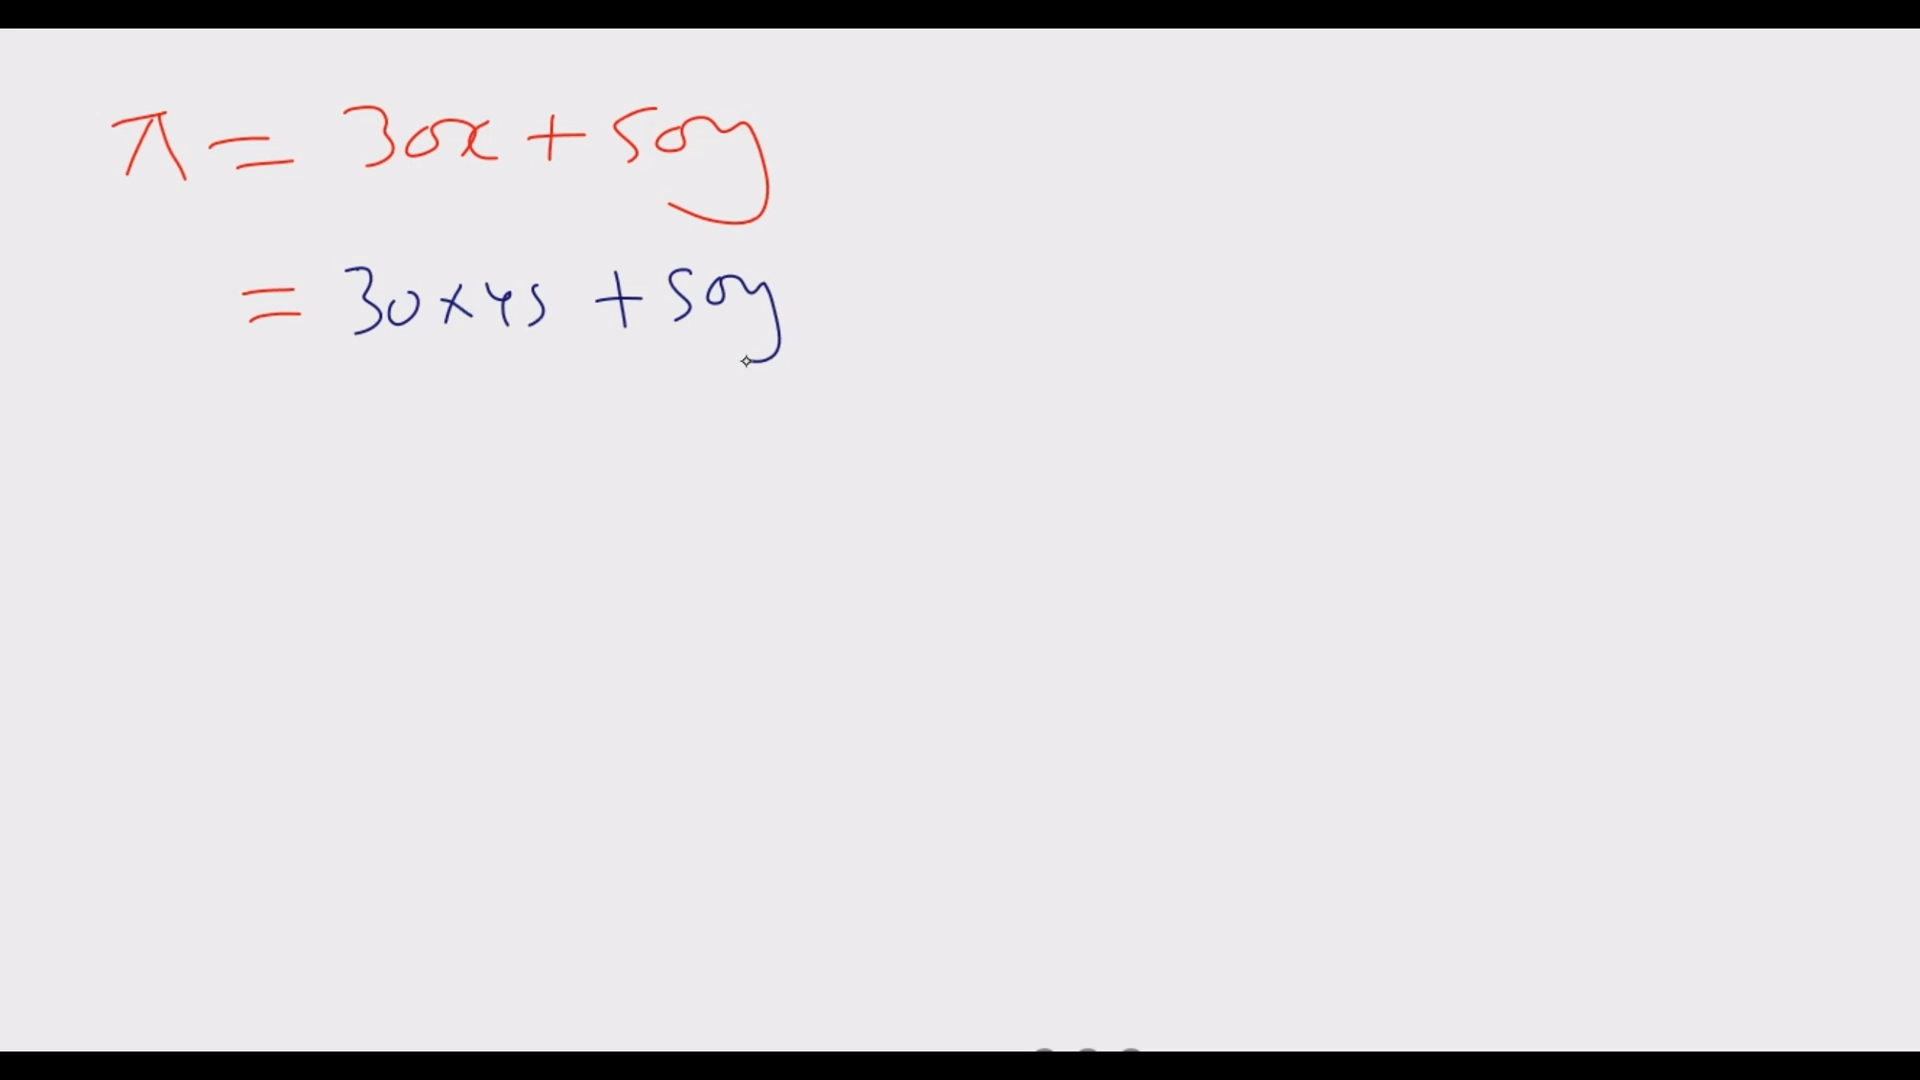 π = 30x + 50y
= 30 × 45 + 50y